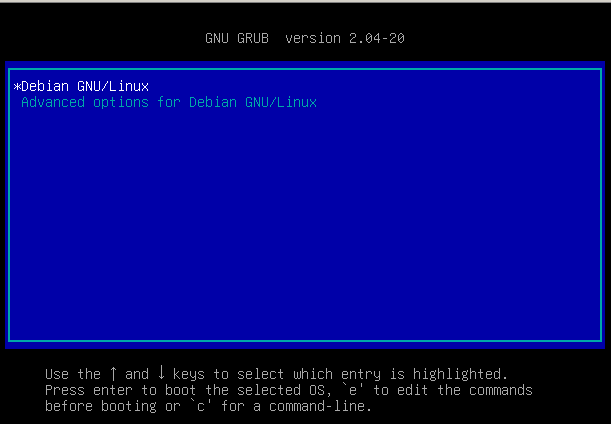 GNU GRUB  version 2.04-20
*Debian GNU/Linux
Advanced options for Debian GNU/Linux
Use the ↑ and ↓ keys to select which entry is highlighted.
Press enter to boot the selected OS, `e' to edit the commands
before booting or `c' for a command-line.